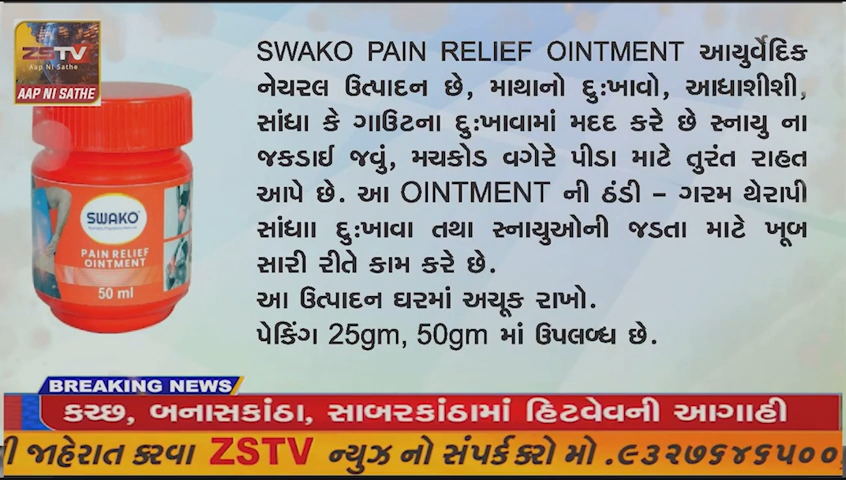 ZSTV
Aap Ni Sathe
AAP NI SATHE
SWAKO PAIN RELIEF OINTMENT આયુર્વેદિક
નેચરલ ઉત્પાદન છે, માથાનો દુઃખાવો, આધાશીશી,
સાંધા કે ગાઉટના દુઃખાવામાં મદદ કરે છે સ્નાયુ ના
જકડાઈ જવું, મચકોડ વગેરે પીડા માટે તુરંત રાહત
આપે છે. આ OINTMENT ની ઠંડી – ગરમ થેરાપી
સાંધાા દુઃખાવા તથા સ્નાયુઓની જડતા માટે ખૂબ
સારી રીતે કામ કરે છે.
આ ઉત્પાદન ઘરમાં અચૂક રાખો.
પેકિંગ 25gm, 50gm માં ઉપલબ્ધ છે.
SWAKO
PAIN RELIEF
OINTMENT
50 ml
BREAKING NEWS
કચ્છ, બનાસકાંઠા, સાબરકાંઠામાં હિટવેવની આગાહી
ની જાહેરાત કરવા ZSTV ન્યુઝ નો સંપર્ક કરો મો .૯૩૨૭૬૪૬૫૦૦